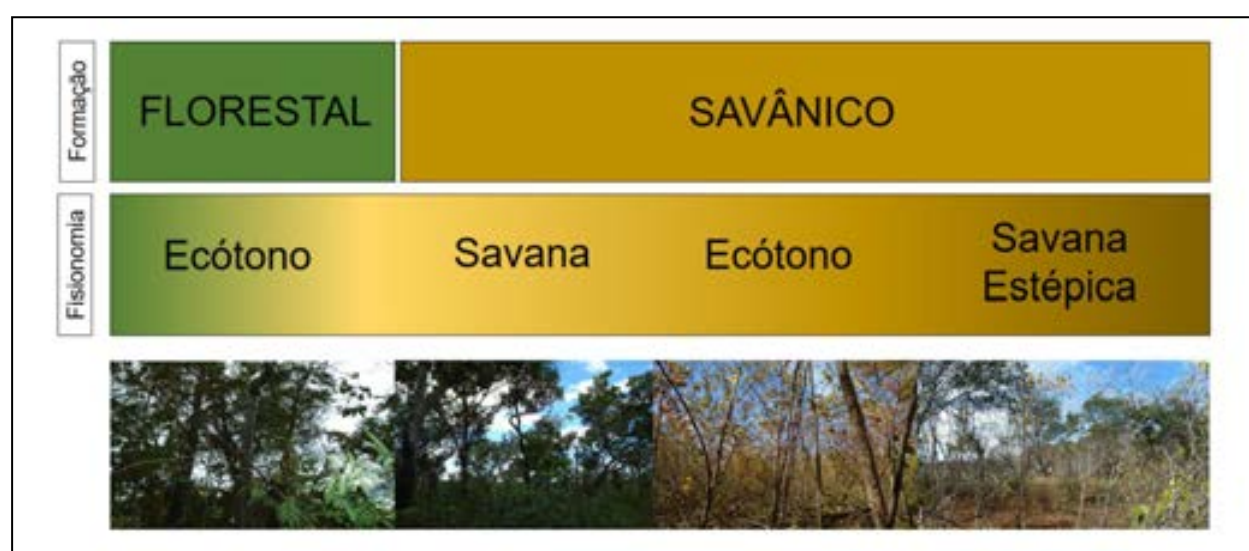 Formação
FLORESTAL
SAVÂNICO
Fisionomia
Ecótono
Savana
Ecótono
Savana
Estépica